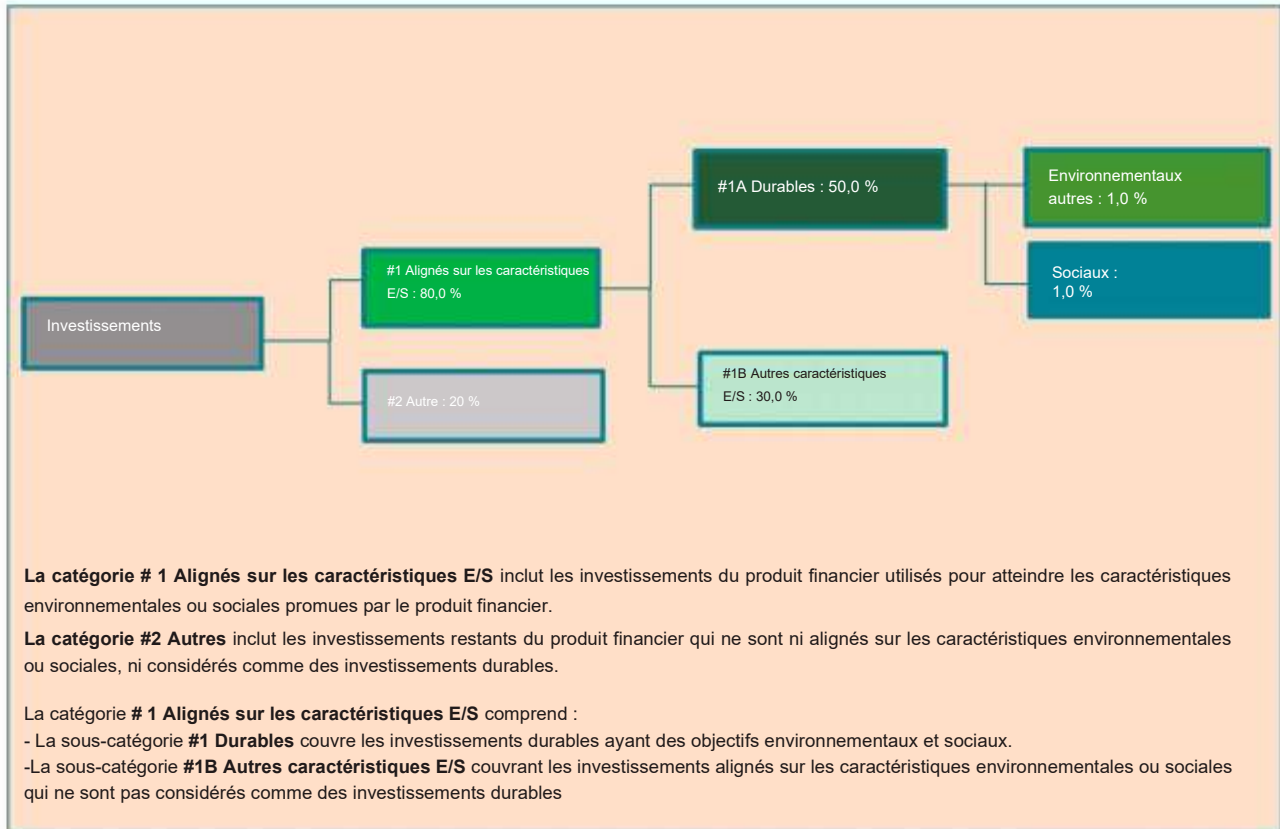 #1A Durables : 50,0 %
Environnementaux
autres : 1,0 %
#1 Alignés sur les caractéristiques
E/S : 80,0 %
Sociaux :
1,0 %
Investissements
#1B Autres caractéristiques
E/S : 30,0 %
#2 Autre : 20 %
La catégorie # 1 Alignés sur les caractéristiques E/S inclut les investissements du produit financier utilisés pour atteindre les caractéristiques
environnementales ou sociales promues par le produit financier.
La catégorie #2 Autres inclut les investissements restants du produit financier qui ne sont ni alignés sur les caractéristiques environnementales
ou sociales, ni considérés comme des investissements durables.
La catégorie # 1 Alignés sur les caractéristiques E/S comprend :
- La sous-catégorie #1 Durables couvre les investissements durables ayant des objectifs environnementaux et sociaux.
-La sous-catégorie #1B Autres caractéristiques E/S couvrant les investissements alignés sur les caractéristiques environnementales ou sociales
qui ne sont pas considérés comme des investissements durables